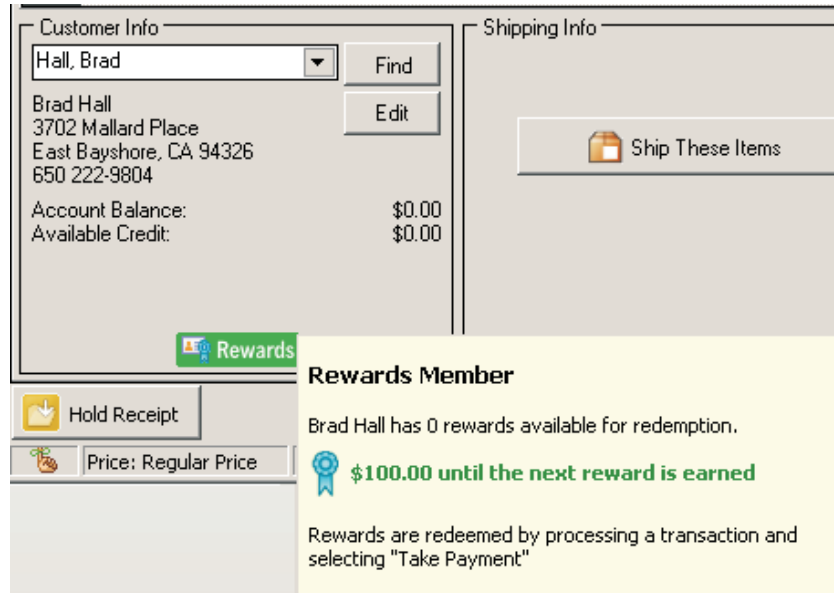 Customer Info
Hall, Brad
Find
Brad Hall
3702 Mallard Place
East Bayshore, CA 94326
650 222-9804
Edit
Account Balance: $0.00
Available Credit: $0.00
Rewards
Shipping Info
Ship These Items
Hold Receipt
Price: Regular Price
Rewards Member
Brad Hall has 0 rewards available for redemption.
$100.00 until the next reward is earned
Rewards are redeemed by processing a transaction and
selecting "Take Payment"